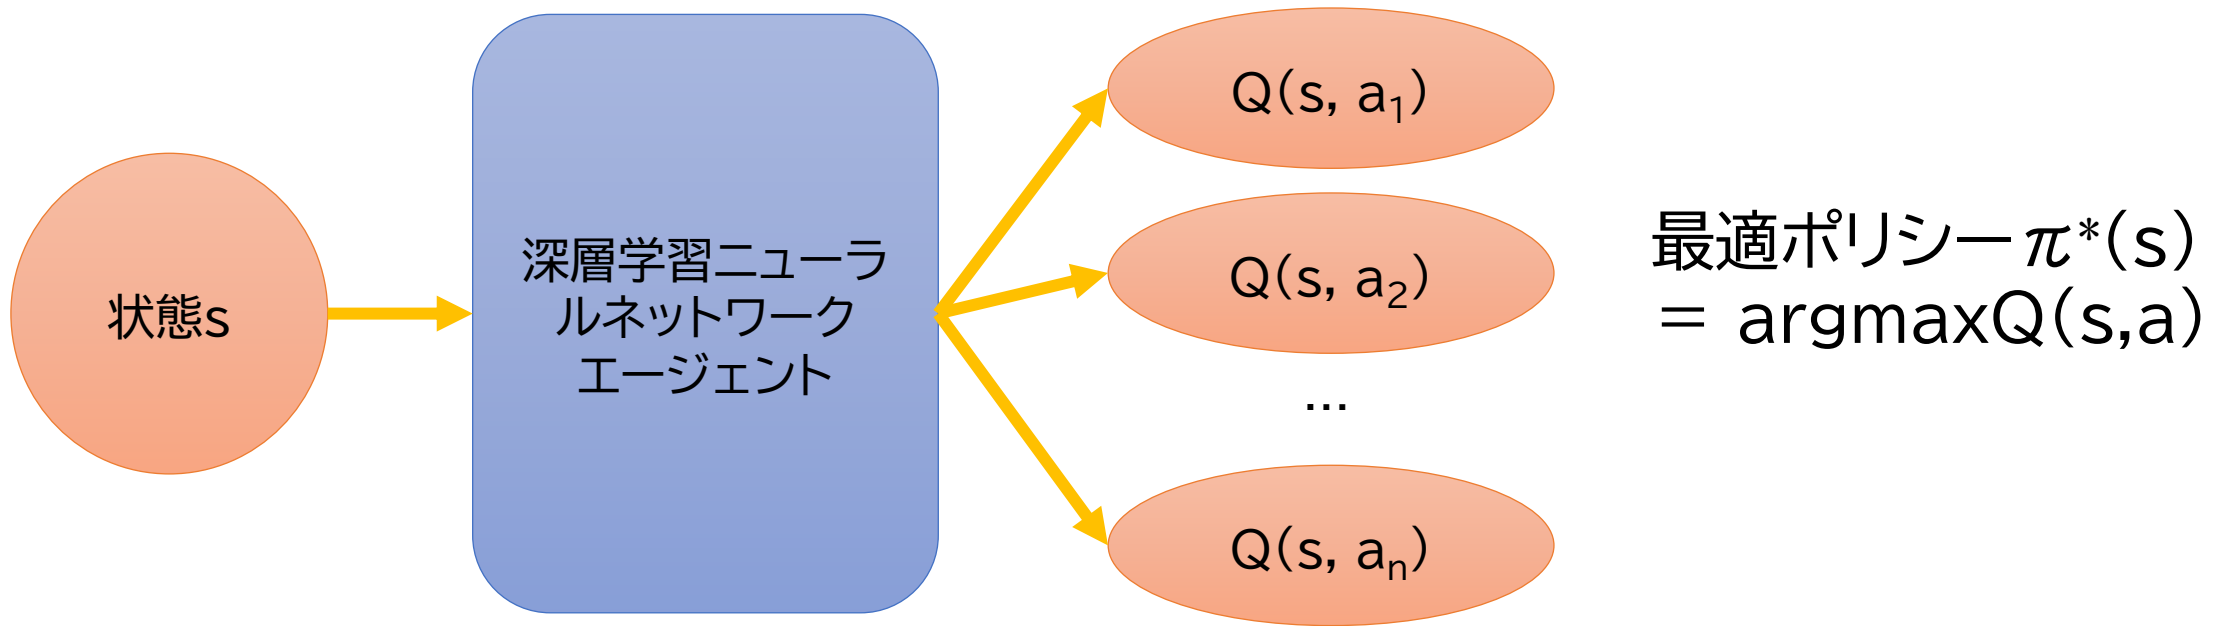 状態s
深層学習ニューラ
ルネットワーク
エージェント
Q(s, a₁)
Q(s, a₂)
…
Q(s, aₙ)
最適ポリシーπ*(s)
= argmaxQ(s,a)